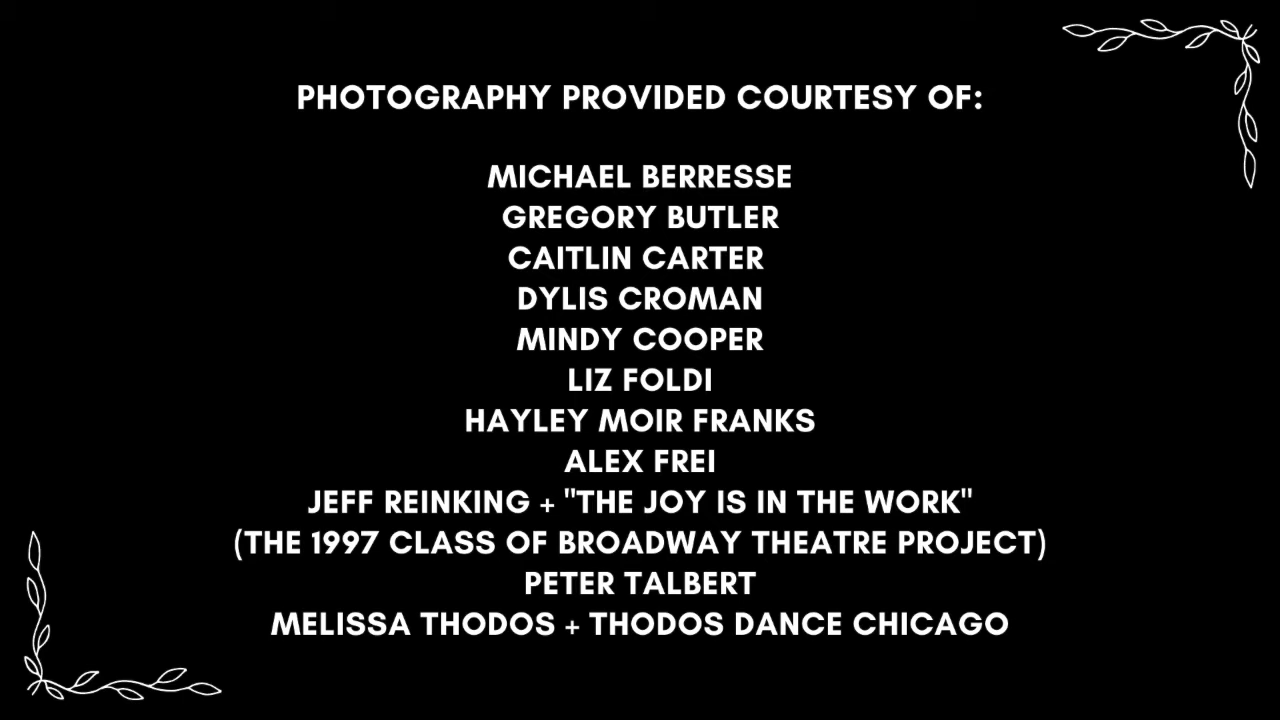 PHOTOGRAPHY PROVIDED COURTESY OF:
MICHAEL BERRESSE
GREGORY BUTLER
CAITLIN CARTER
DYLIS CROMAN
MINDY COOPER
LIZ FOLDI
HAYLEY MOIR FRANKS
ALEX FREI
JEFF REINKING + "THE JOY IS IN THE WORK"
(THE 1997 CLASS OF BROADWAY THEATRE PROJECT)
PETER TALBERT
MELISSA THODOS + THODOS DANCE CHICAGO